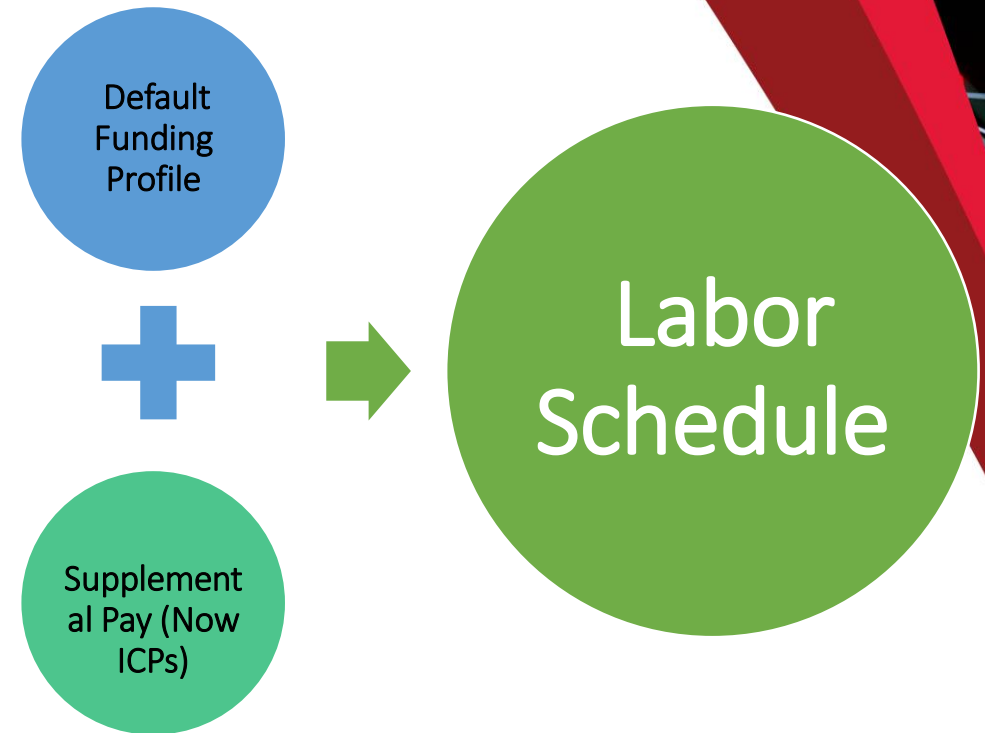 Default
Funding
Profile
Supplement
al Pay (Now
ICPs)
Labor
Schedule